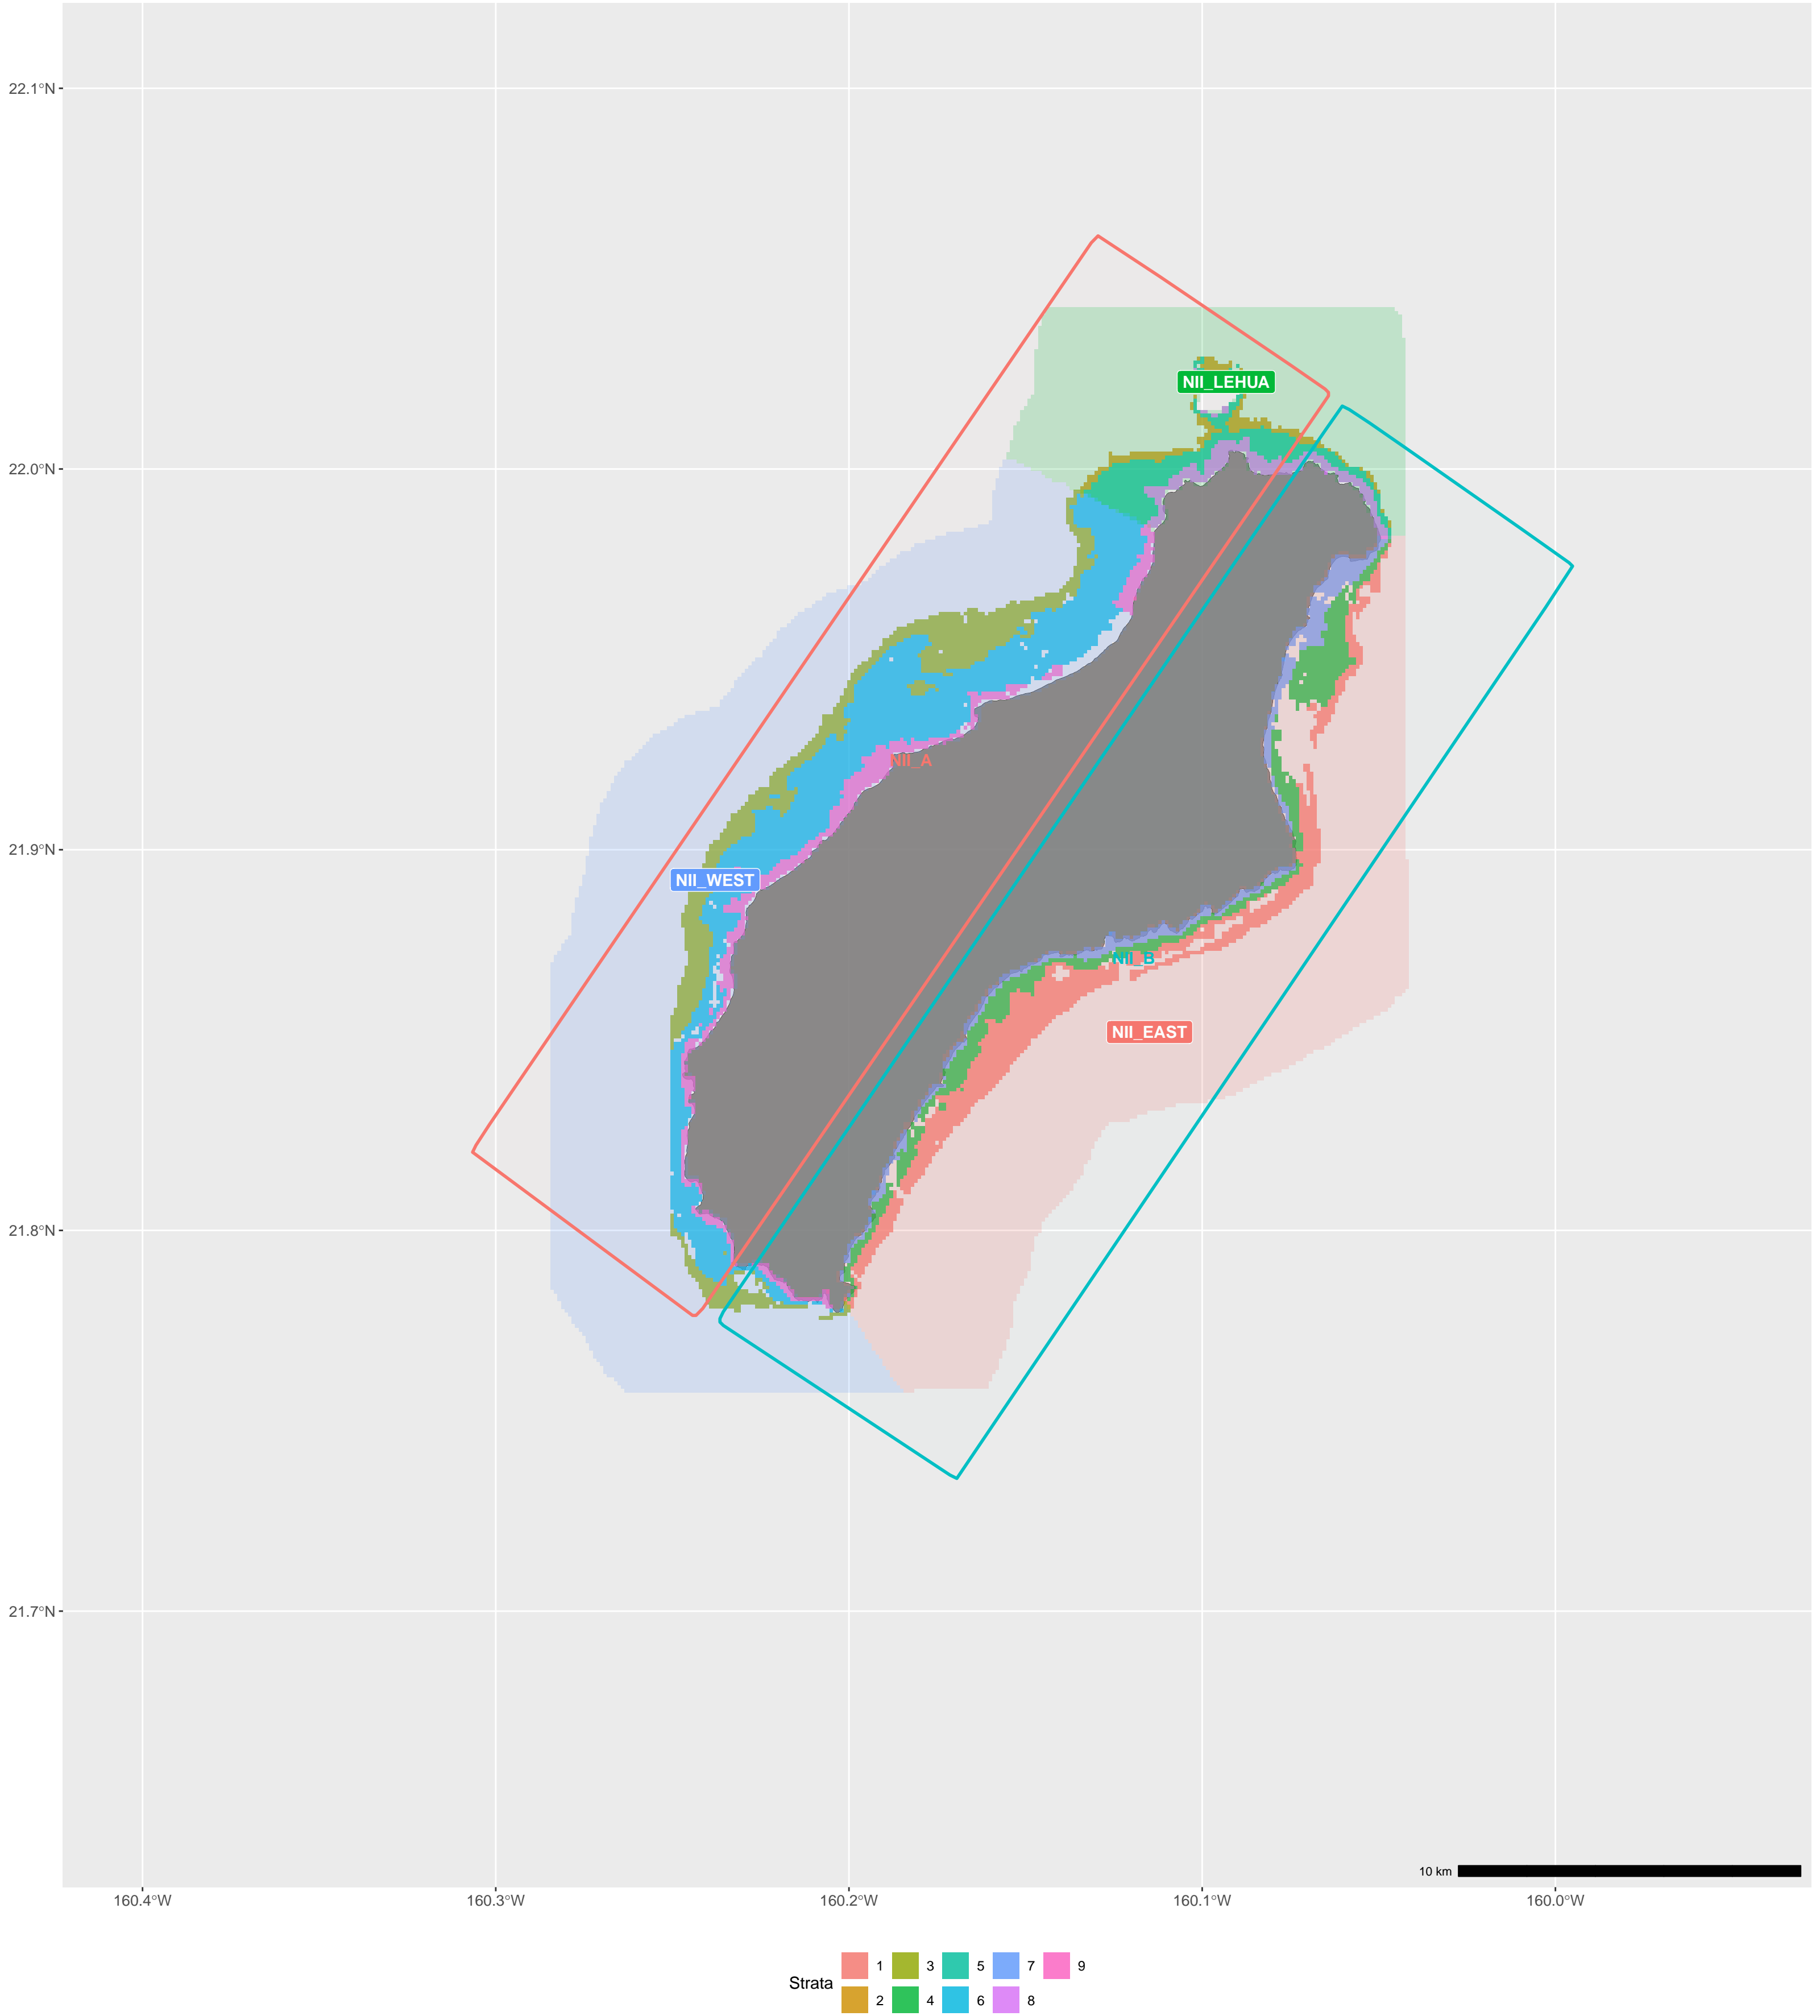 22.1°N
22.0°N
21.9°N
21.8°N
21.7°N
NII_LEHUA
NII_A
NII_WEST
NII_B
NII_EAST
10 km
160.4°W 160.3°W 160.2°W 160.1°W 160.0°W
Strata
1 3 5 7 9
2 4 6 8